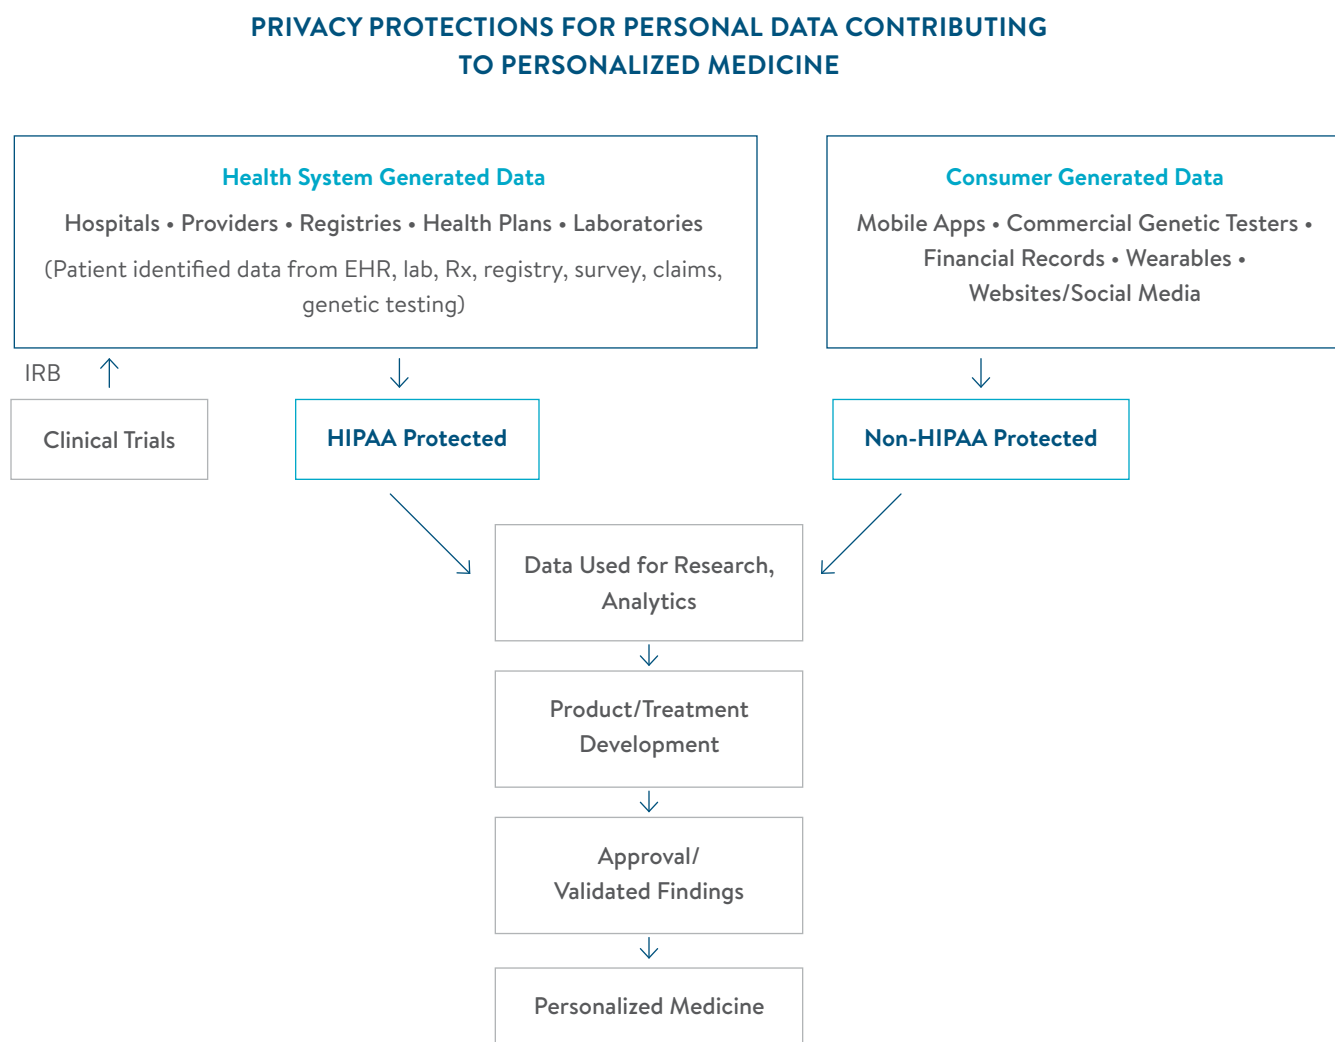 PRIVACY PROTECTIONS FOR PERSONAL DATA CONTRIBUTING
TO PERSONALIZED MEDICINE
Health System Generated Data
Hospitals • Providers • Registries • Health Plans • Laboratories
(Patient identified data from EHR, lab, Rx, registry, survey, claims,
genetic testing)
Consumer Generated Data
Mobile Apps • Commercial Genetic Testers •
Financial Records • Wearables •
Websites/Social Media
IRB
Clinical Trials
HIPAA Protected
Non-HIPAA Protected
Data Used for Research,
Analytics
Product/Treatment
Development
Approval/
Validated Findings
Personalized Medicine